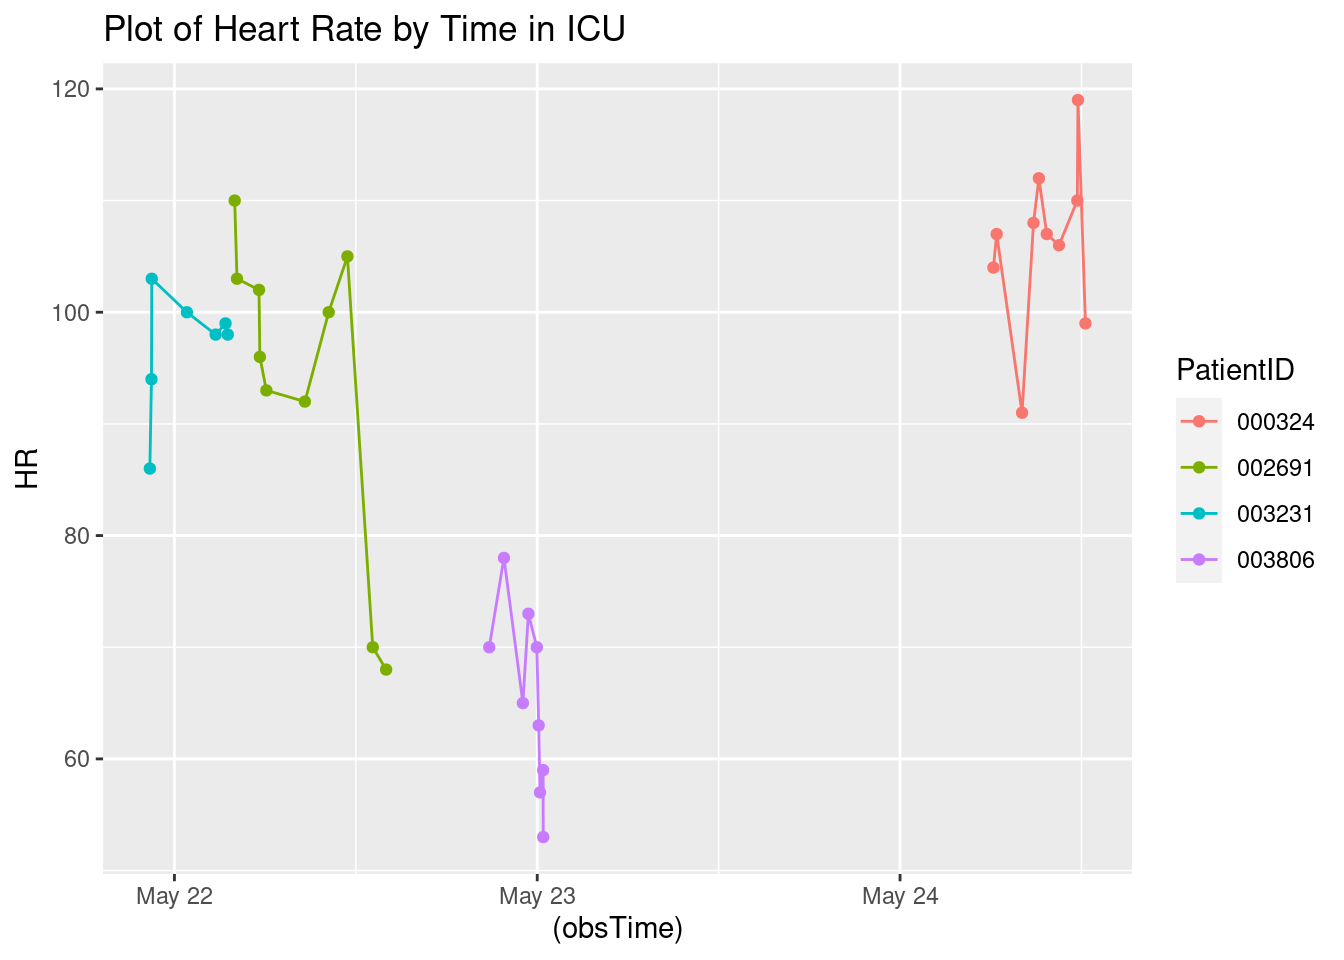 Plot of Heart Rate by Time in ICU
120
100
80
60
HR
May 22
May 23
May 24
(obsTime)
PatientID
000324
002691
003231
003806